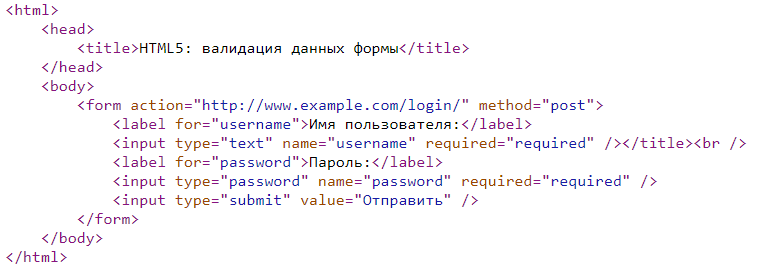 <html>
<head>
<title>HTML5: валидация данных формы</title>
</head>
<body>
<form action="http://www.example.com/login/" method="post">
<label for="username">Имя пользователя:</label>
<input type="text" name="username" required="required" /></title><br />
<label for="password">Пароль:</label>
<input type="password" name="password" required="required" />
<input type="submit" value="Отправить" />
</form>
</body>
</html>